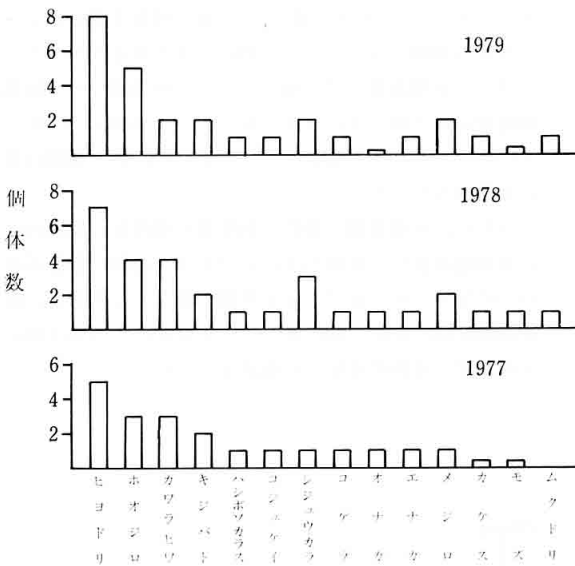 8
6
4
2
1979
8
6
4
2
1978
個体数
6
4
2
1977
ヒヨドリ
ホオジロ
カワラヒワ
キジバト
ハシボソカラス
コジュケイ
シジュウカラ
コゲラ
オナガ
エナガ
メジロ
カケス
モズ
ムクドリ